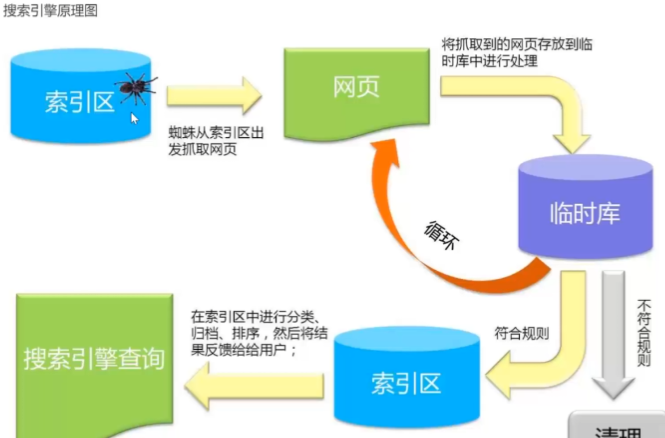 搜索引擎原理图
索引区
蜘蛛从索引区出
发抓取网页
网页
将抓取到的网页存放到临
时库中进行处理
临时库
循环
符合规则
不符合规则
清理
索引区
在索引区中进行分类、
归档、排序，然后将结
果反馈给给用户；
搜索引擎查询